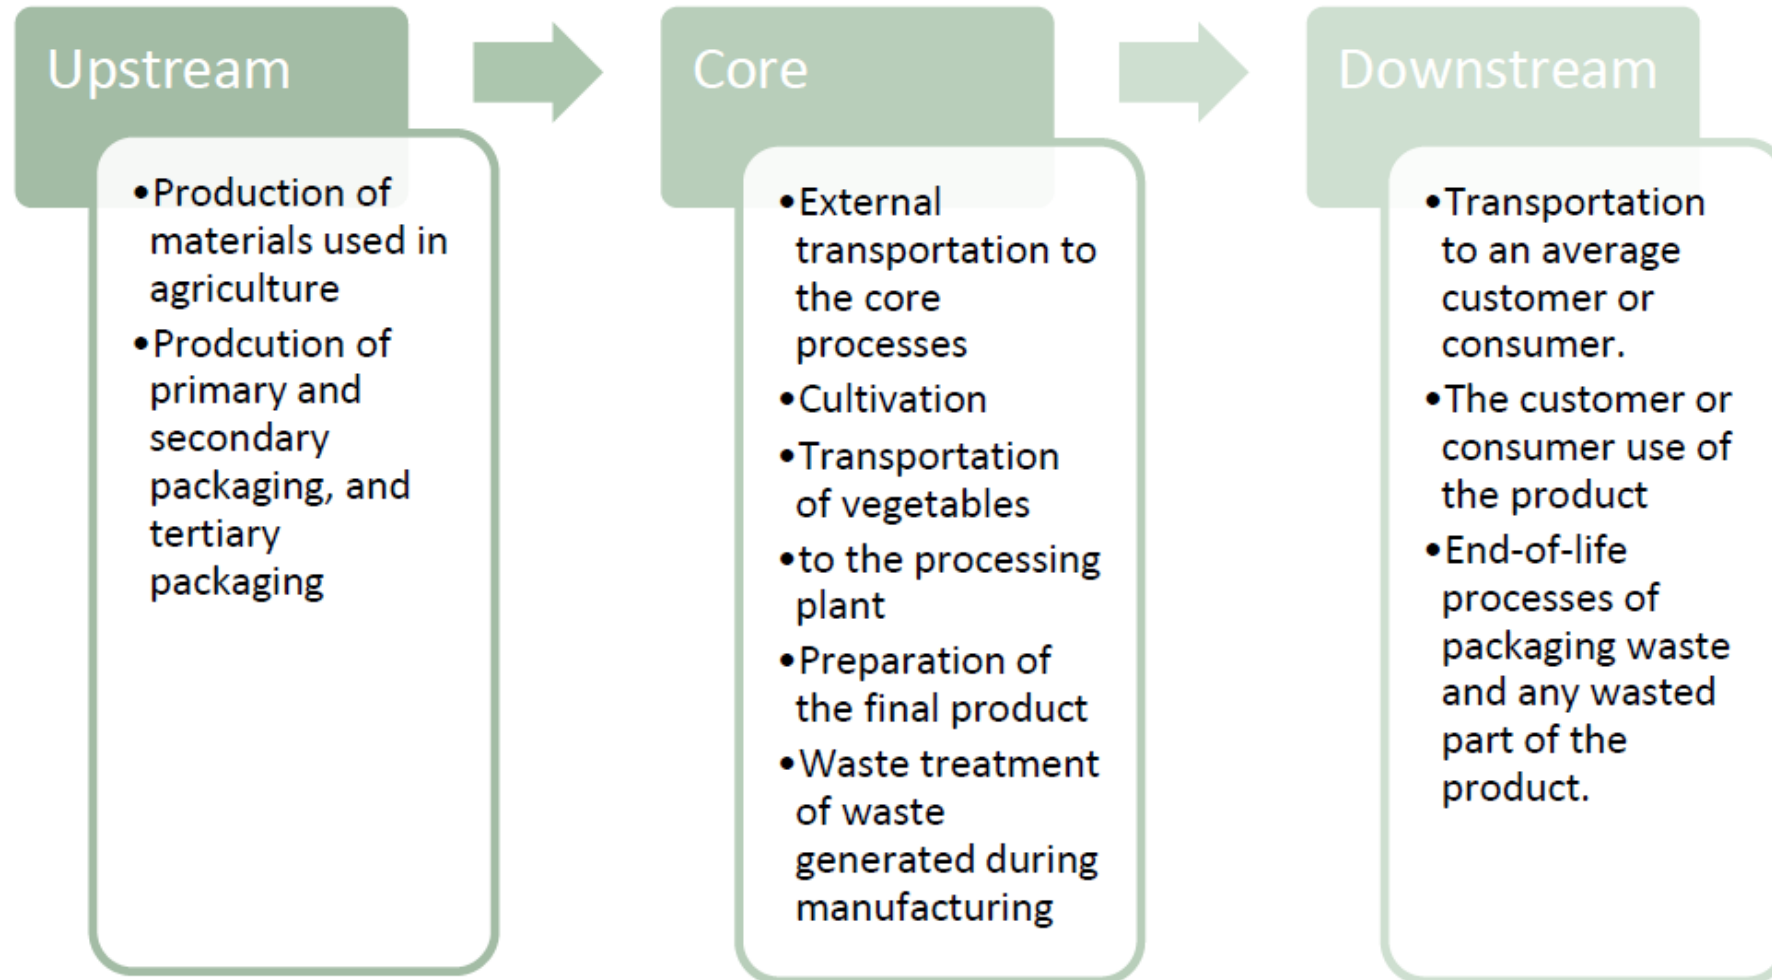 Upstream
•Production of
materials used in
agriculture
•Prodcution of
primary and
secondary
packaging, and
tertiary
packaging
Core
•External
transportation to
the core
processes
•Cultivation
•Transportation
of vegetables
•to the processing
plant
•Preparation of
the final product
•Waste treatment
of waste
generated during
manufacturing
Downstream
•Transportation
to an average
customer or
consumer.
•The customer or
consumer use of
the product
•End-of-life
processes of
packaging waste
and any wasted
part of the
product.